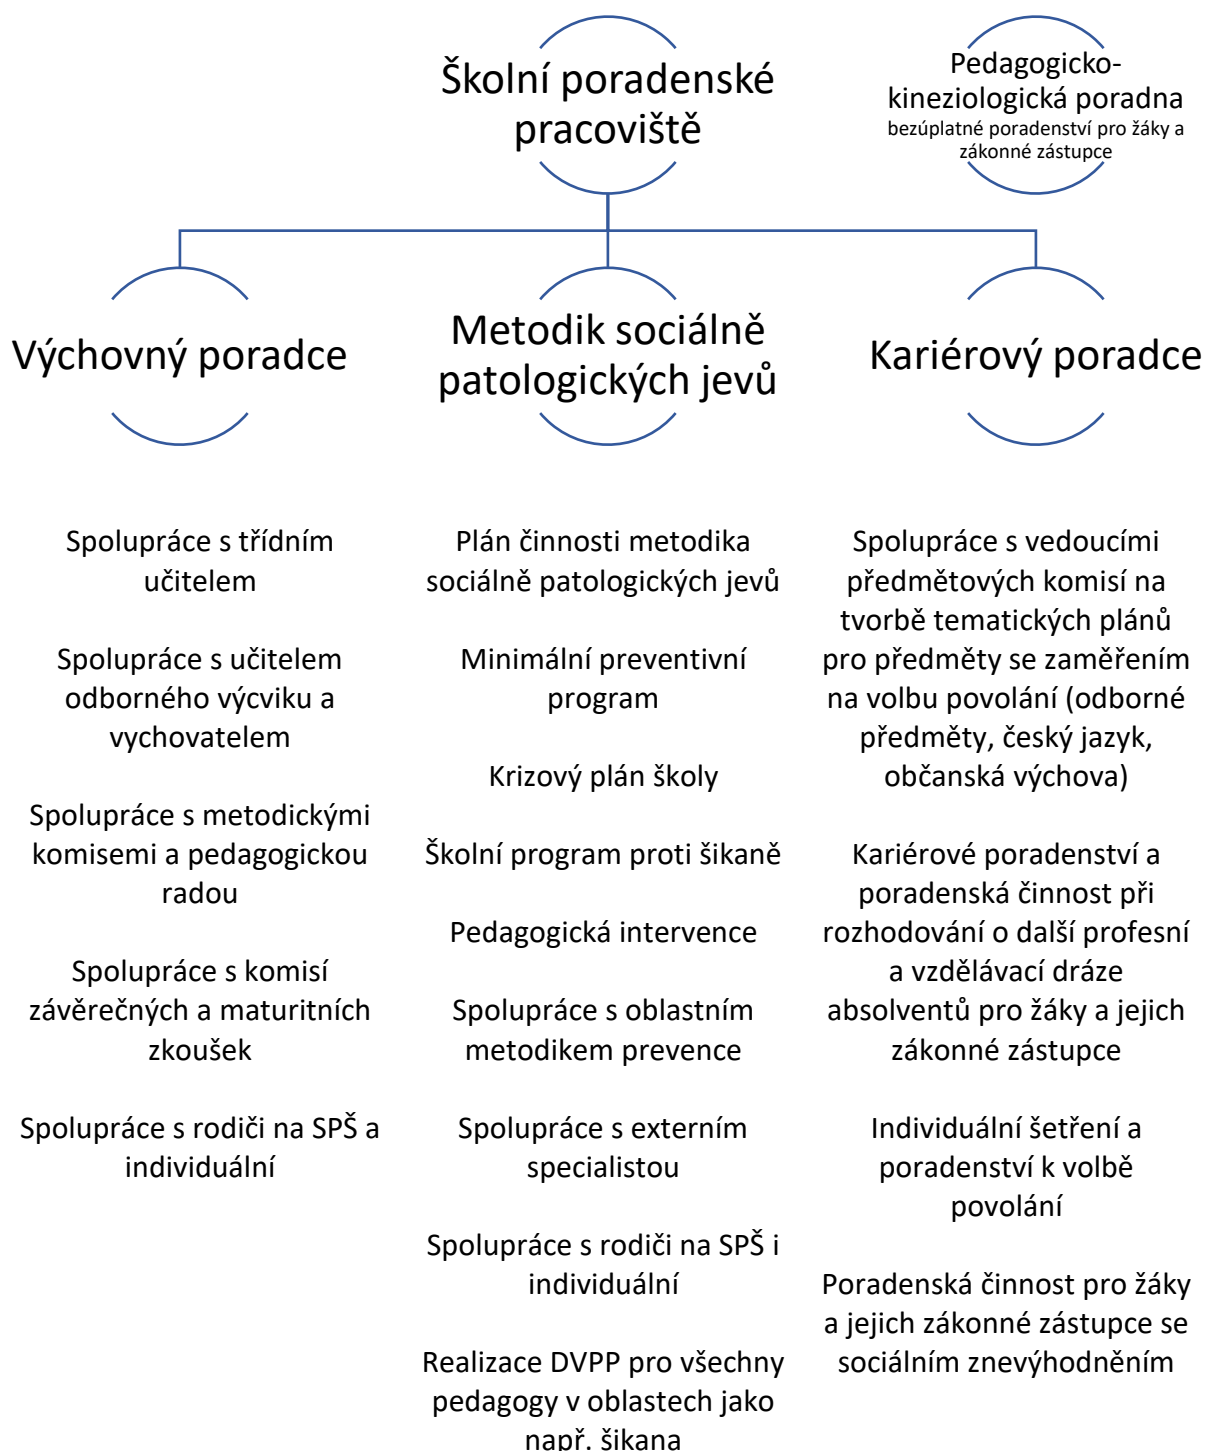 Školní poradenské
pracoviště
Pedagogicko-
kineziologická poradna
bezúplatné poradenství pro žáky a
zákonné zástupce
Výchovný poradce
Metodik sociálně
patologických jevů
Kariérový poradce
Spolupráce s třídním
učitelem
Spolupráce s učitelem
odborného výcviku a
vychovatelem
Spolupráce s metodickými
komisemi a pedagogickou
radou
Spolupráce s komisí
závěrečných a maturitních
zkoušek
Spolupráce s rodiči na SPŠ a
individuální
Plán činnosti metodika
sociálně patologických jevů
Minimální preventivní
program
Krizový plán školy
Školní program proti šikaně
Pedagogická intervence
Spolupráce s oblastním
metodikem prevence
Spolupráce s externím
specialistou
Spolupráce s rodiči na SPŠ i
individuální
Realizace DVPP pro všechny
pedagogy v oblastech jako
např. šikana
Spolupráce s vedoucími
předmětových komisí na
tvorbě tematických plánů
pro předměty se zaměřením
na volbu povolání (odborné
předměty, český jazyk,
občanská výchova)
Kariérové poradenství a
poradenská činnost při
rozhodování o další profesní
a vzdělávací dráze
absolventů pro žáky a jejich
zákonné zástupce
Individuální šetření a
poradenství k volbě
povolání
Poradenská činnost pro žáky
a jejich zákonné zástupce se
sociálním znevýhodněním